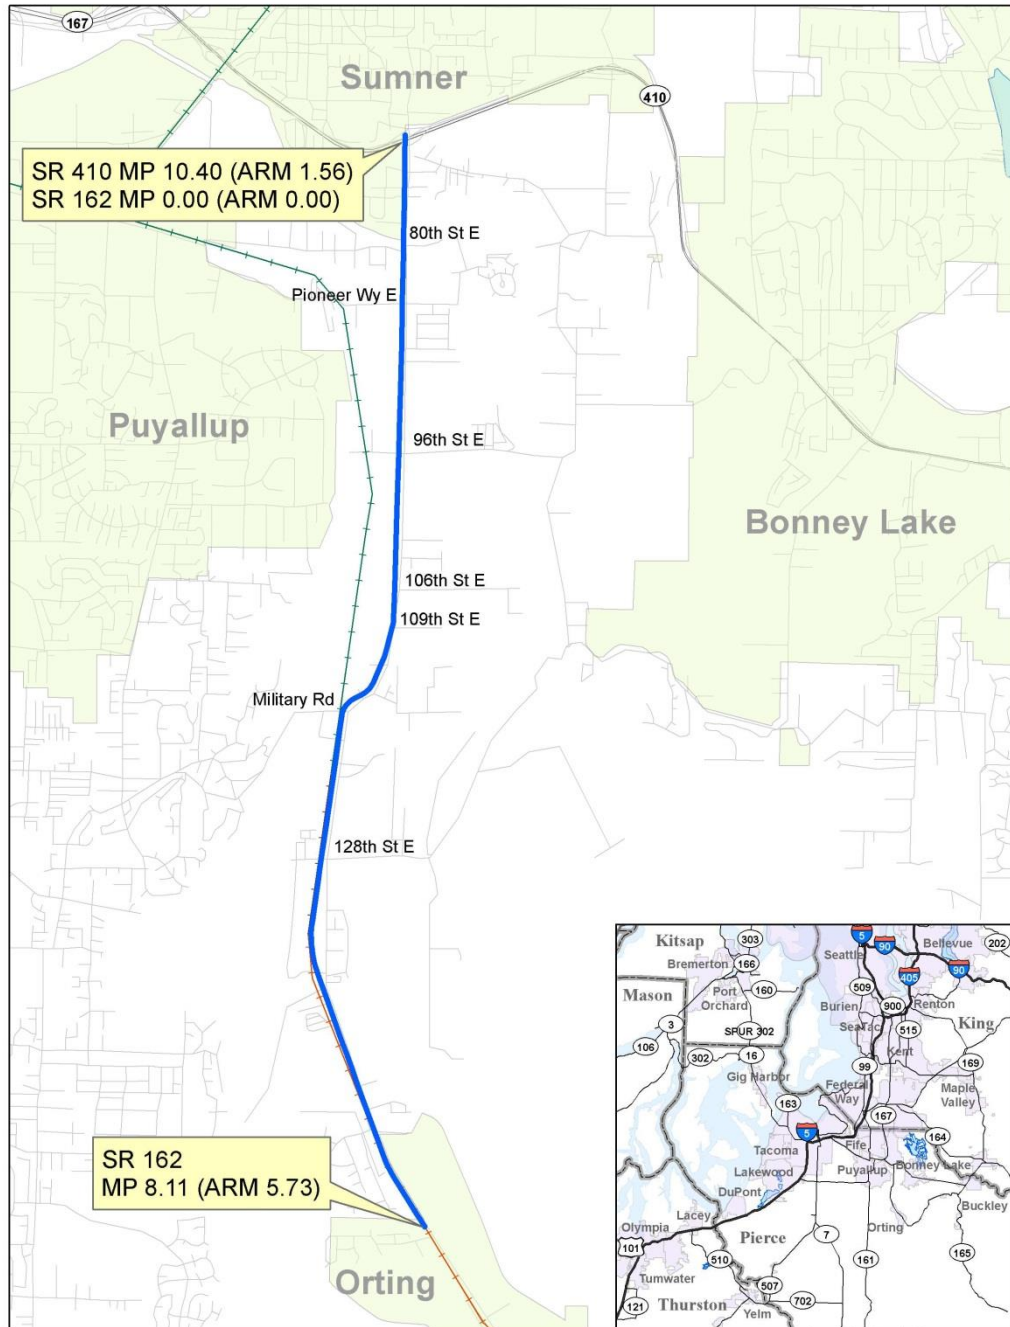 167
Sumner
410
SR 410 MP 10.40 (ARM 1.56)
SR 162 MP 0.00 (ARM 0.00)
80th St E
Pioneer Wy E
Puyallup
96th St E
Bonney Lake
106th St E
109th St E
Military Rd
128th St E
SR 162
MP 8.11 (ARM 5.73)
Orting
Kitsap
303
5
90
Bellevue
202
Seattle
Bremerton
166
405
90
Mason
Port
Orchard
160
509
900
Burien
Renton
3
SPUR 302
SeaTac
515
King
106
302
16
Kent
169
Gig Harbor
99
Federal
Way
Maple
Valley
163
167
5
164
Tacoma
Fife
Lakewood
Puyallup
Bonney Lake
DuPont
Buckley
Lacey
Orting
Olympia
Pierce
7
101
510
161
165
Tumwater
507
702
121
Thurston
Yelm